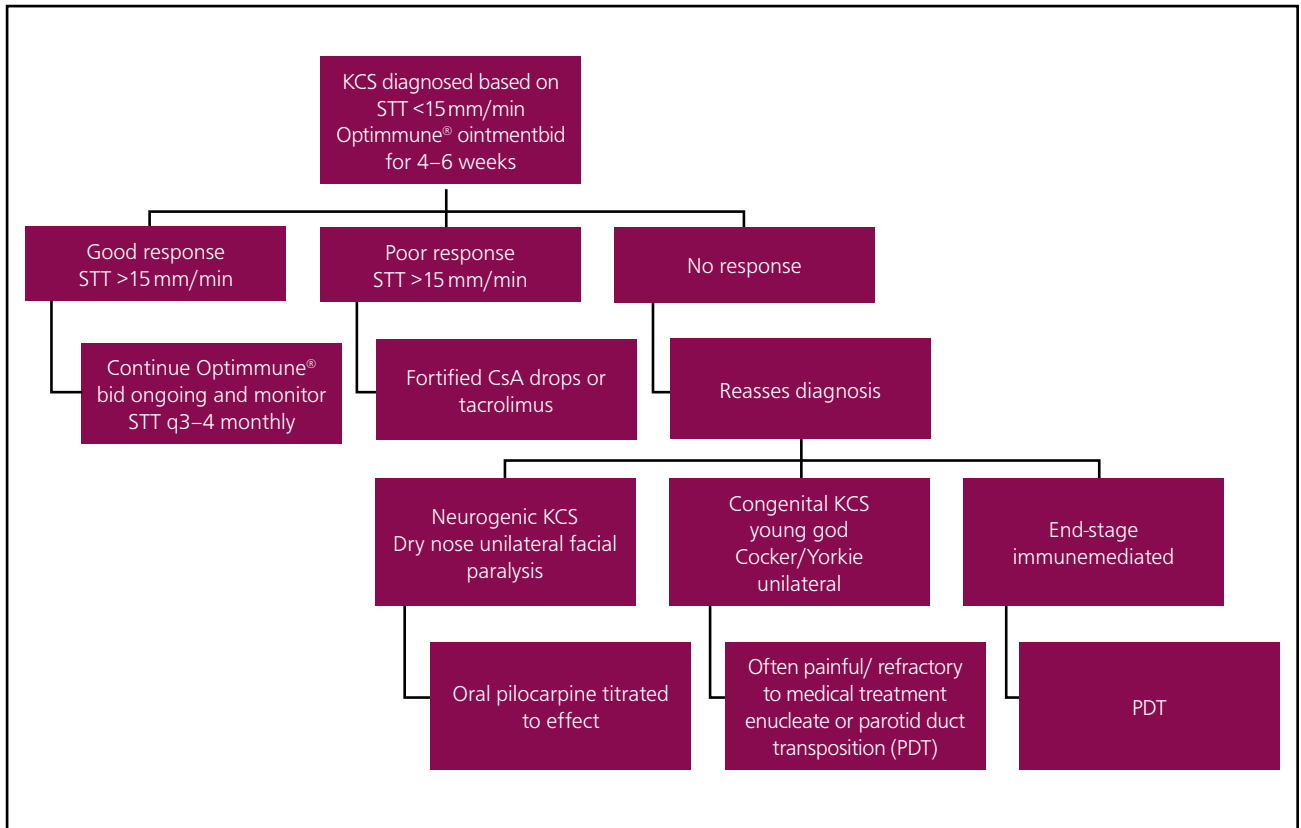 KCS diagnosed based on
STT <15 mm/min
Optimmune® ointmentbid
for 4–6 weeks
Good response
STT >15 mm/min
Poor response
STT >15 mm/min
No response
Continue Optimmune®
bid ongoing and monitor
STT q3–4 monthly
Fortified CsA drops or
tacrolimus
Reasses diagnosis
Neurogenic KCS
Dry nose unilateral facial
paralysis
Congenital KCS
young god
Cocker/Yorkie
unilateral
End-stage
immunemediated
Oral pilocarpine titrated
to effect
Often painful/ refractory
to medical treatment
enucleate or parotid duct
transposition (PDT)
PDT